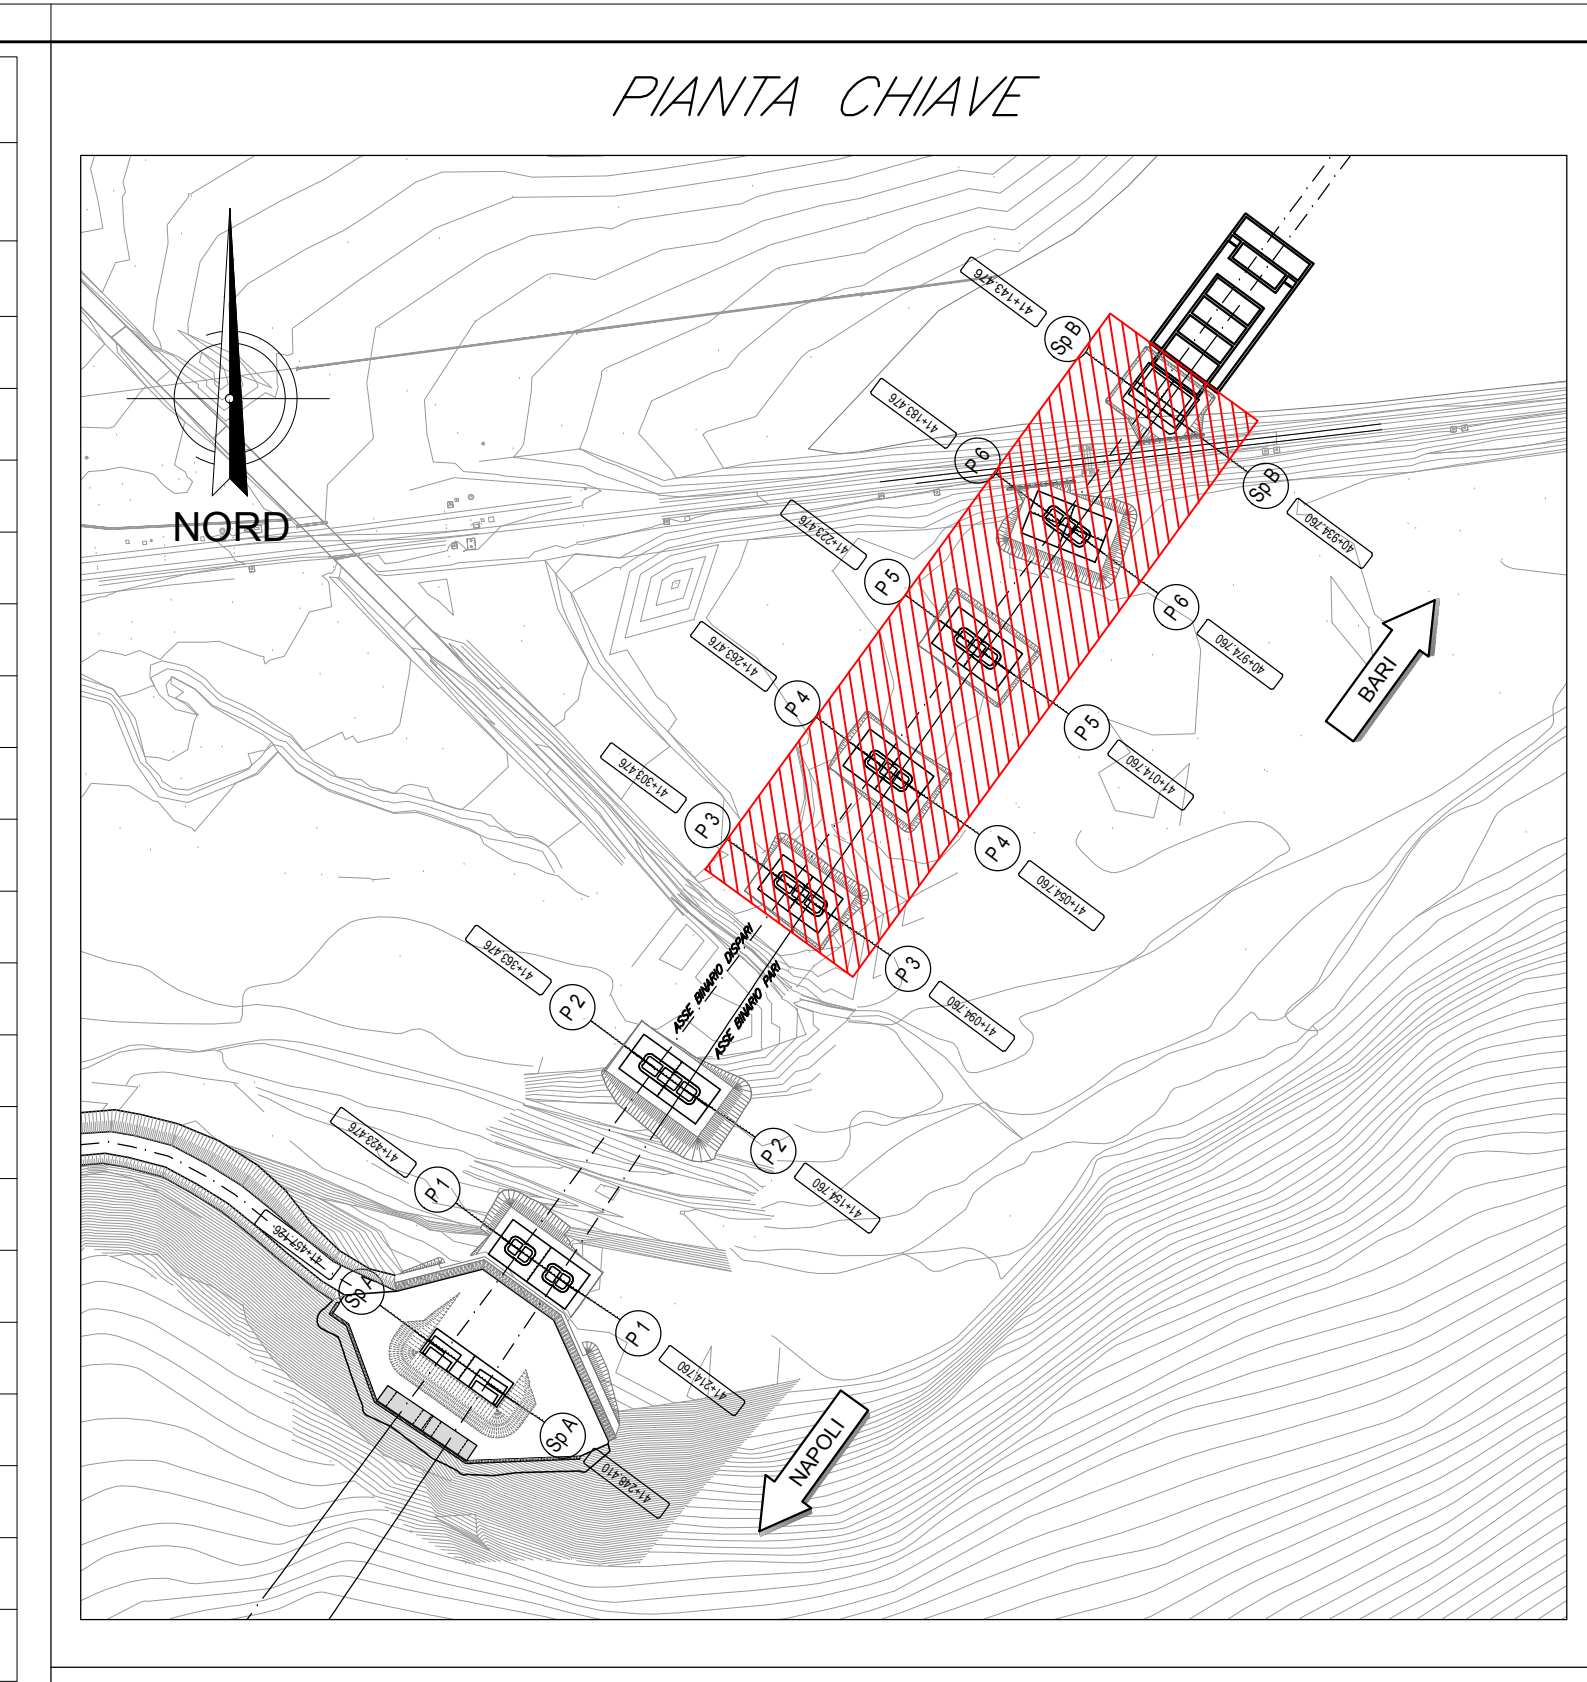 PIANTA CHIAVE
NORD
41+143.476
Sp B
41+183.476
P 6
41+223.476
P 5
41+263.476
P 4
41+303.476
P 3
41+363.476
P 2
41+423.476
P 1
41+457.126
Sp A
Sp B
40+934.760
P 6
40+974.760
P 5
41+014.760
P 4
41+054.760
P 3
41+094.760
P 2
41+154.760
P 1
41+214.760
Sp A
41+248.410
ASSE BINARIO DISPARI
ASSE BINARIO PARI
BARI
NAPOLI